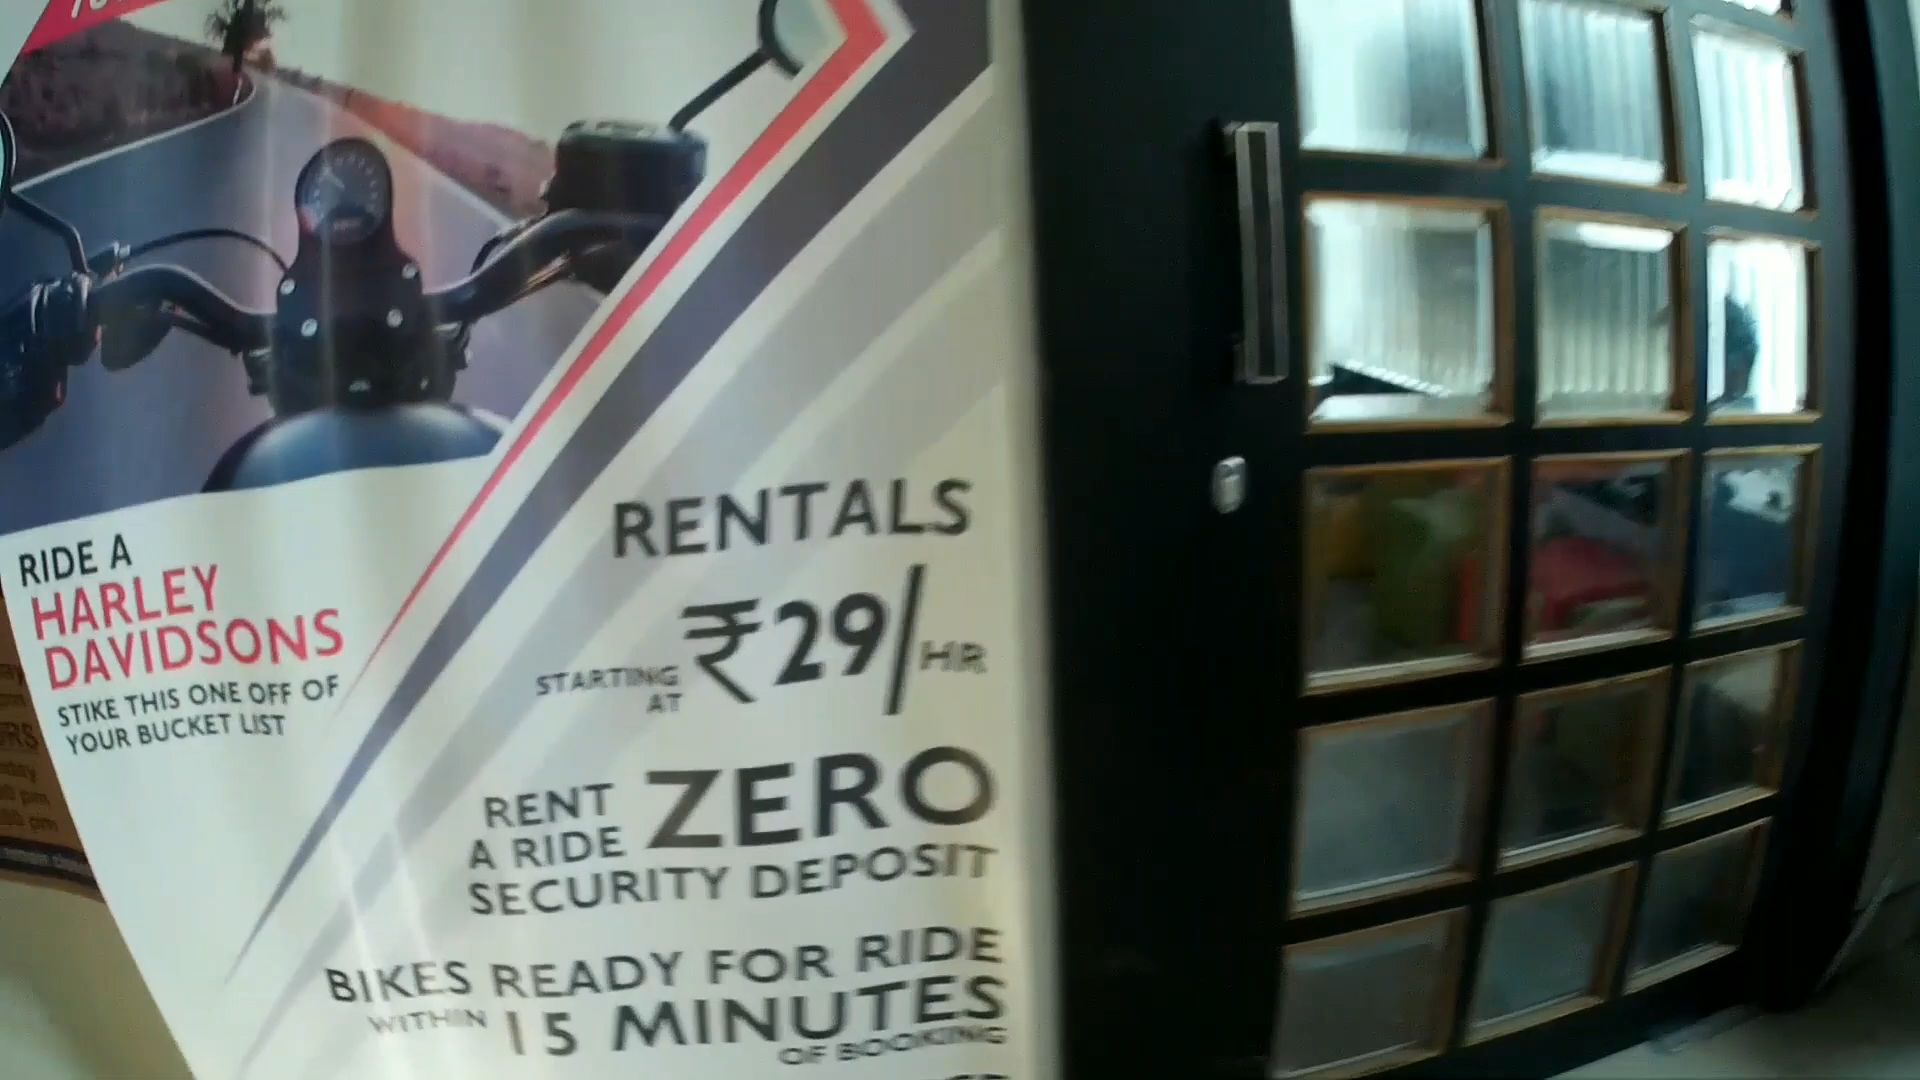 RIDE A
HARLEY
DAVIDSONS
STIKE THIS ONE OFF OF
YOUR BUCKET LIST
RENTALS
STARTING AT ₹29/HR
RENT A RIDE ZERO
SECURITY DEPOSIT
BIKES READY FOR RIDE
WITHIN 15 MINUTES
OF BOOKING